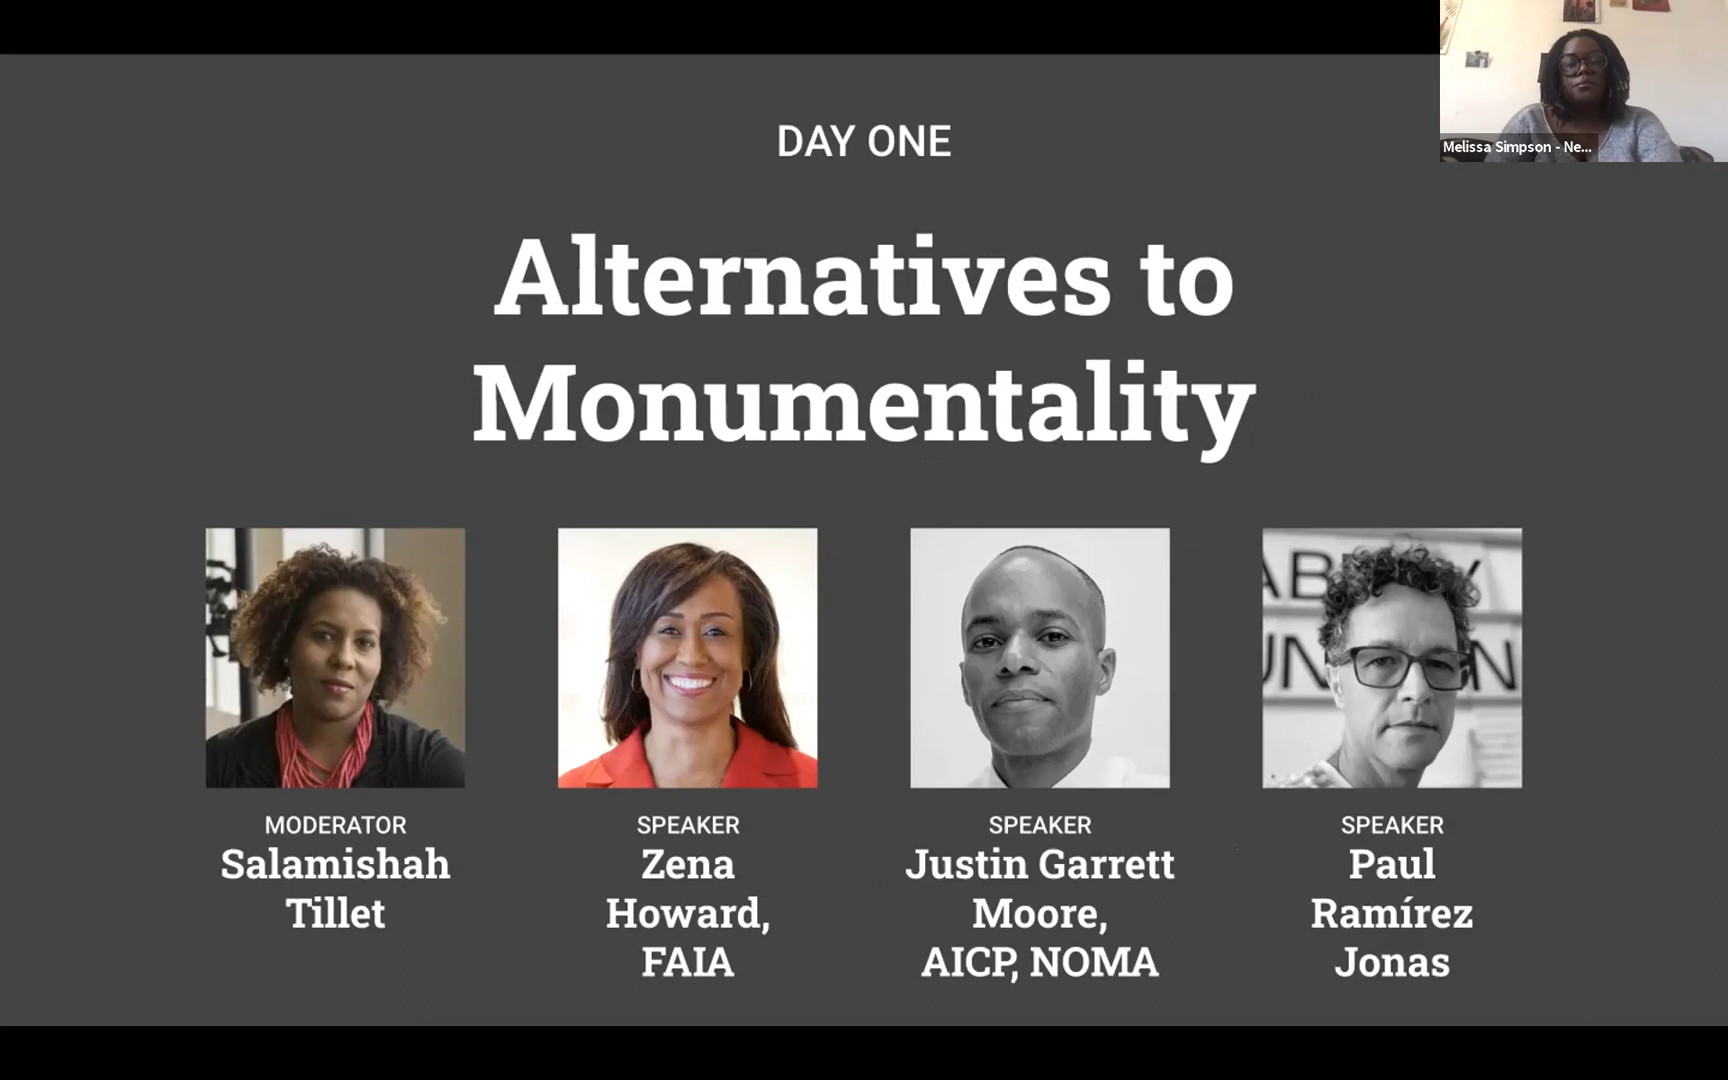 DAY ONE
Melissa Simpson - Ne...
Alternatives to
Monumentality
MODERATOR
Salamishah
Tillet
SPEAKER
Zena
Howard,
FAIA
SPEAKER
Justin Garrett
Moore,
AICP, NOMA
SPEAKER
Paul
Ramírez
Jonas